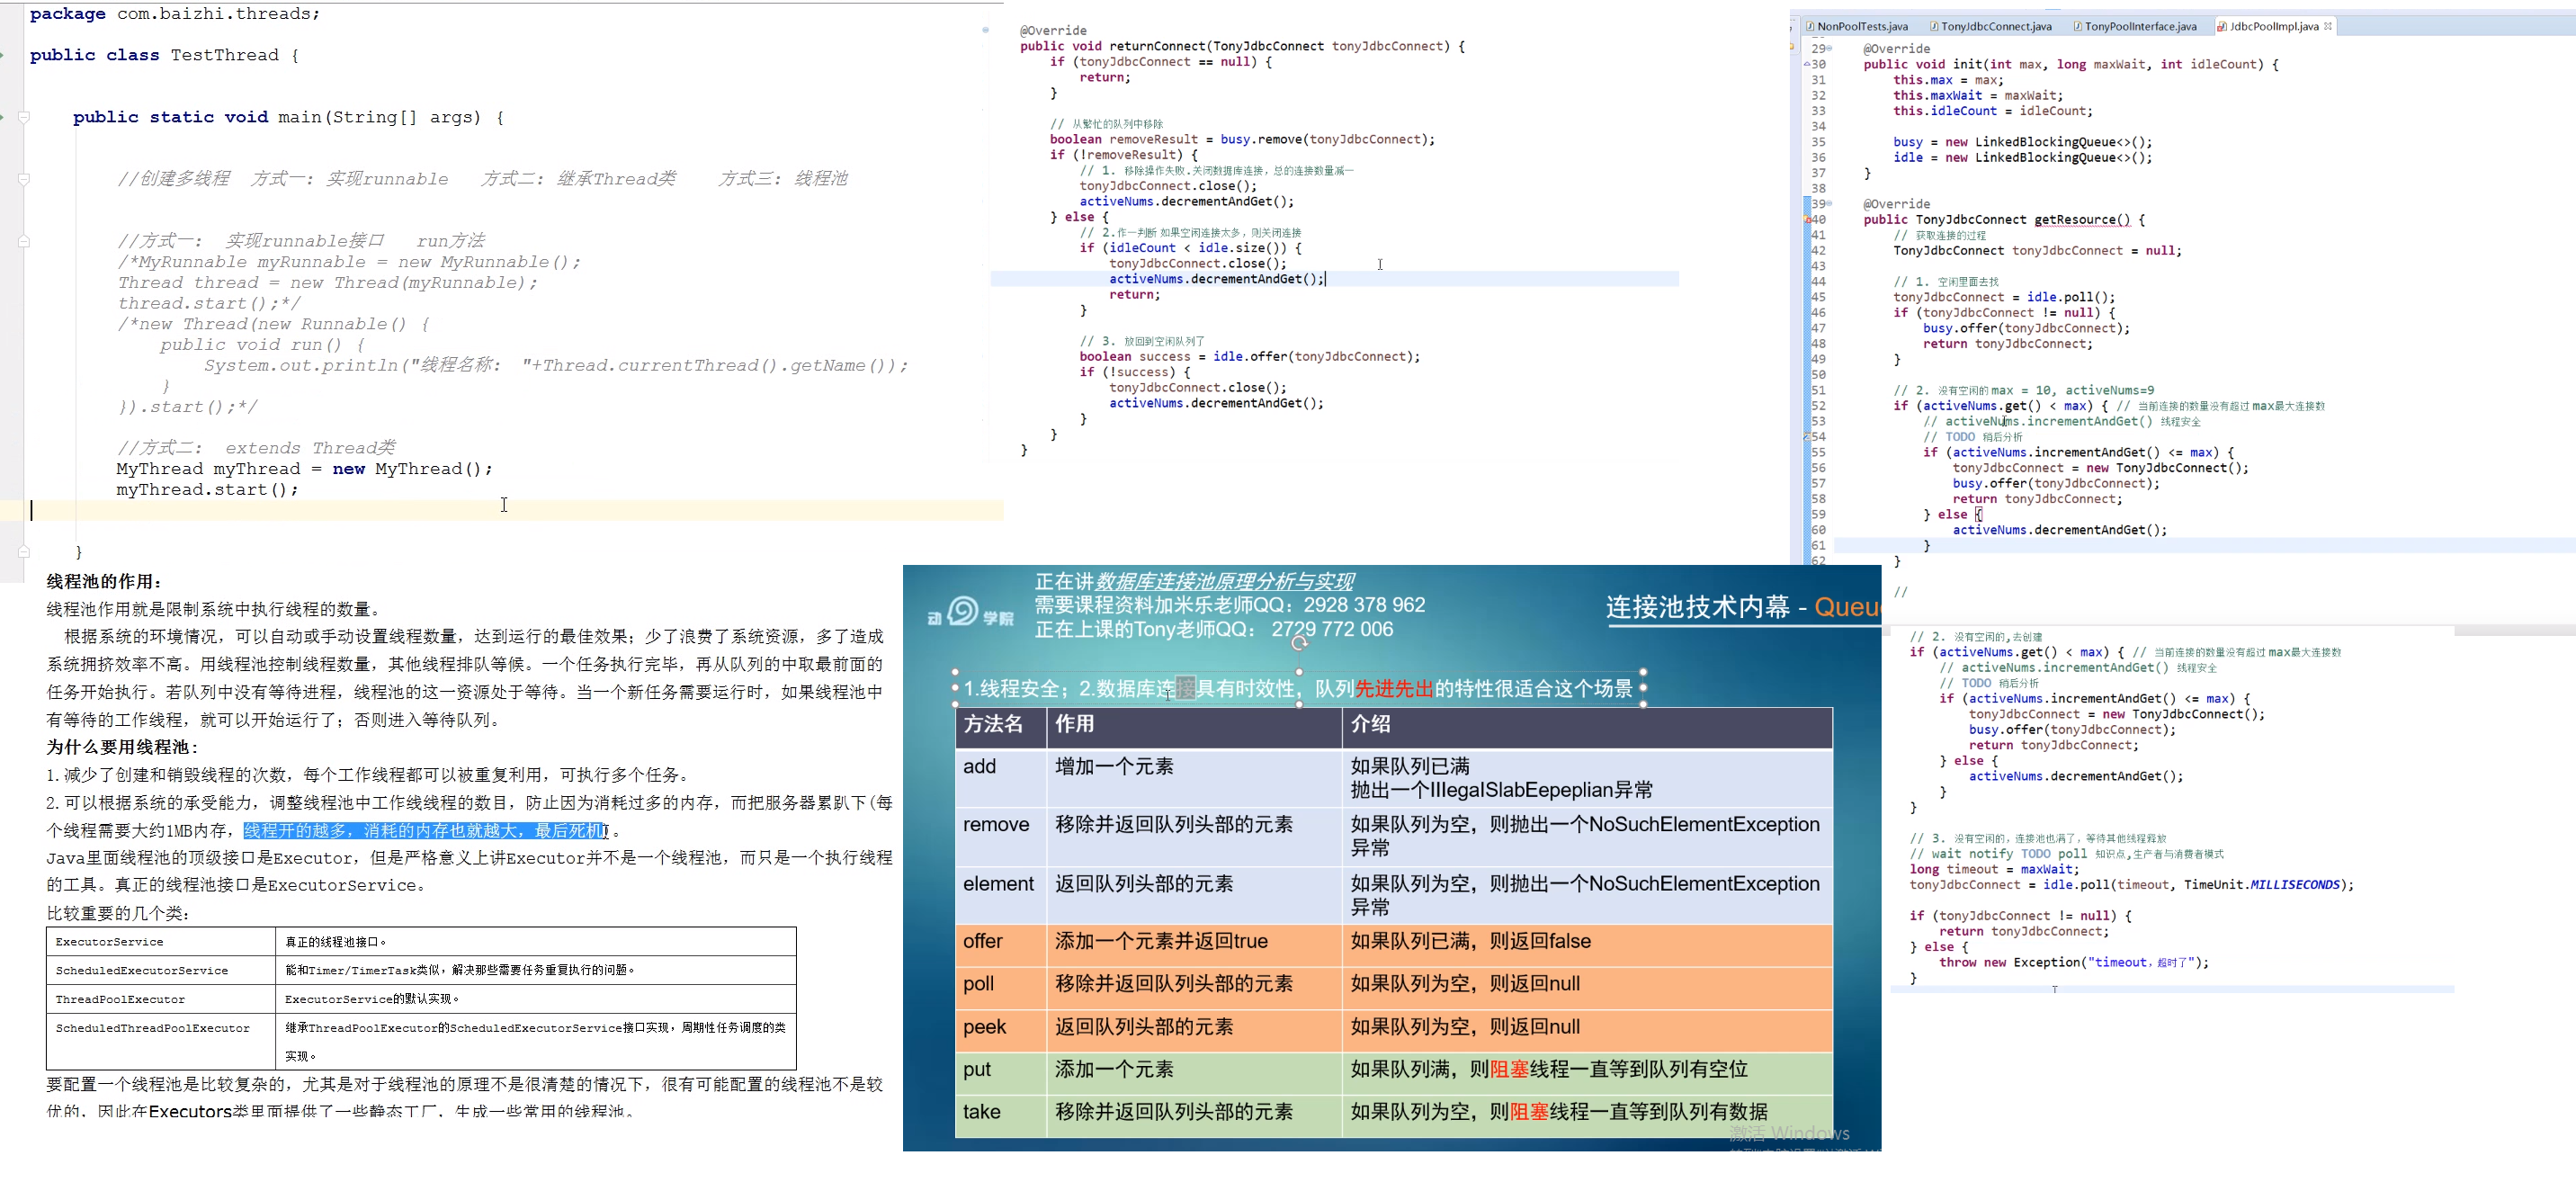 package com.baizhi.threads;
public class TestThread {
public static void main(String[] args) {
//创建多线程 方式一: 实现runnable 方式二: 继承Thread类 方式三: 线程池
//方式一: 实现runnable接口 run方法
/*MyRunnable myRunnable = new MyRunnable();
Thread thread = new Thread(myRunnable);
thread.start();*/
/*new Thread(new Runnable() {
public void run() {
System.out.println("线程名称: "+Thread.currentThread().getName());
}
}).start();*/
//方式二: extends Thread类
MyThread myThread = new MyThread();
myThread.start();
}
@Override
public void returnConnect(TonyJdbcConnect tonyJdbcConnect) {
if (tonyJdbcConnect == null) {
return;
}
// 从繁忙的队列中移除
boolean removeResult = busy.remove(tonyJdbcConnect);
if (!removeResult) {
// 1. 移除操作失败.关闭数据库连接，总的连接数量减一
tonyJdbcConnect.close();
activeNums.decrementAndGet();
} else {
// 2.作一判断 如果空闲连接太多，则关闭连接
if (idleCount < idle.size()) {
tonyJdbcConnect.close();
activeNums.decrementAndGet();
return;
}
// 3. 放回到空闲队列了
boolean success = idle.offer(tonyJdbcConnect);
if (!success) {
tonyJdbcConnect.close();
activeNums.decrementAndGet();
}
}
}
NonPoolTests.java TonyJdbcConnect.java TonyPoolInterface.java JdbcPoolImpl.java
29 @Override
30 public void init(int max, long maxWait, int idleCount) {
31 this.max = max;
32 this.maxWait = maxWait;
33 this.idleCount = idleCount;
34
35 busy = new LinkedBlockingQueue<>();
36 idle = new LinkedBlockingQueue<>();
37 }
38
39 @Override
40 public TonyJdbcConnect getResource() {
41 // 获取连接的过程
42 TonyJdbcConnect tonyJdbcConnect = null;
43
44 // 1. 空闲里面去找
45 tonyJdbcConnect = idle.poll();
46 if (tonyJdbcConnect != null) {
47 busy.offer(tonyJdbcConnect);
48 return tonyJdbcConnect;
49 }
50
51 // 2. 没有空闲的 max = 10, activeNums=9
52 if (activeNums.get() < max) { // 当前连接的数量没有超过 max最大连接数
53 // activeNums.incrementAndGet() 线程安全
54 // TODO 稍后分析
55 if (activeNums.incrementAndGet() <= max) {
56 tonyJdbcConnect = new TonyJdbcConnect();
57 busy.offer(tonyJdbcConnect);
58 return tonyJdbcConnect;
59 } else {
60 activeNums.decrementAndGet();
61 }
62 }
//
线程池的作用:
线程池作用就是限制系统中执行线程的数量。
根据系统的环境情况，可以自动或手动设置线程数量，达到运行的最佳效果；少了浪费了系统资源，多了造成
系统拥挤效率不高。用线程池控制线程数量，其他线程排队等候。一个任务执行完毕，再从队列的中取最前面的
任务开始执行。若队列中没有等待进程，线程池的这一资源处于等待。当一个新任务需要运行时，如果线程池中
有等待的工作线程，就可以开始运行了；否则进入等待队列。
为什么要用线程池:
1.减少了创建和销毁线程的次数，每个工作线程都可以被重复利用，可执行多个任务。
2.可以根据系统的承受能力，调整线程池中工作线线程的数目，防止因为消耗过多的内存，而把服务器累趴下(每
个线程需要大约1MB内存，线程开的越多，消耗的内存也就越大，最后死机)。
Java里面线程池的顶级接口是Executor，但是严格意义上讲Executor并不是一个线程池，而只是一个执行线程
的工具。真正的线程池接口是ExecutorService。
比较重要的几个类:
ExecutorService 真正的线程池接口。
ScheduledExecutorService 能和Timer/TimerTask类似，解决那些需要任务重复执行的问题。
ThreadPoolExecutor ExecutorService的默认实现。
ScheduledThreadPoolExecutor 继承ThreadPoolExecutor的ScheduledExecutorService接口实现，周期性任务调度的类
实现。
要配置一个线程池是比较复杂的，尤其是对于线程池的原理不是很清楚的情况下，很有可能配置的线程池不是较
优的，因此在Executors类里面提供了一些静态工厂，生成一些常用的线程池。
动 学院
正在讲数据库连接池原理分析与实现
需要课程资料加米乐老师QQ：2928 378 962
正在上课的Tony老师QQ： 2729 772 006
连接池技术内幕 - Queu
1.线程安全；2.数据库连接具有时效性，队列先进先出的特性很适合这个场景
方法名 作用 介绍
add 增加一个元素 如果队列已满
抛出一个IIIegaISlabEepeplian异常
remove 移除并返回队列头部的元素 如果队列为空，则抛出一个NoSuchElementException
异常
element 返回队列头部的元素 如果队列为空，则抛出一个NoSuchElementException
异常
offer 添加一个元素并返回true 如果队列已满，则返回false
poll 移除并返回队列头部的元素 如果队列为空，则返回null
peek 返回队列头部的元素 如果队列为空，则返回null
put 添加一个元素 如果队列满，则阻塞线程一直等到队列有空位
take 移除并返回队列头部的元素 如果队列为空，则阻塞线程一直等到队列有数据
激活 Windows
// 2. 没有空闲的,去创建
if (activeNums.get() < max) { // 当前连接的数量没有超过 max最大连接数
// activeNums.incrementAndGet() 线程安全
// TODO 稍后分析
if (activeNums.incrementAndGet() <= max) {
tonyJdbcConnect = new TonyJdbcConnect();
busy.offer(tonyJdbcConnect);
return tonyJdbcConnect;
} else {
activeNums.decrementAndGet();
}
}
// 3. 没有空闲的，连接池也满了，等待其他线程释放
// wait notify TODO poll 知识点,生产者与消费者模式
long timeout = maxWait;
tonyJdbcConnect = idle.poll(timeout, TimeUnit.MILLISECONDS);
if (tonyJdbcConnect != null) {
return tonyJdbcConnect;
} else {
throw new Exception("timeout，超时了");
}